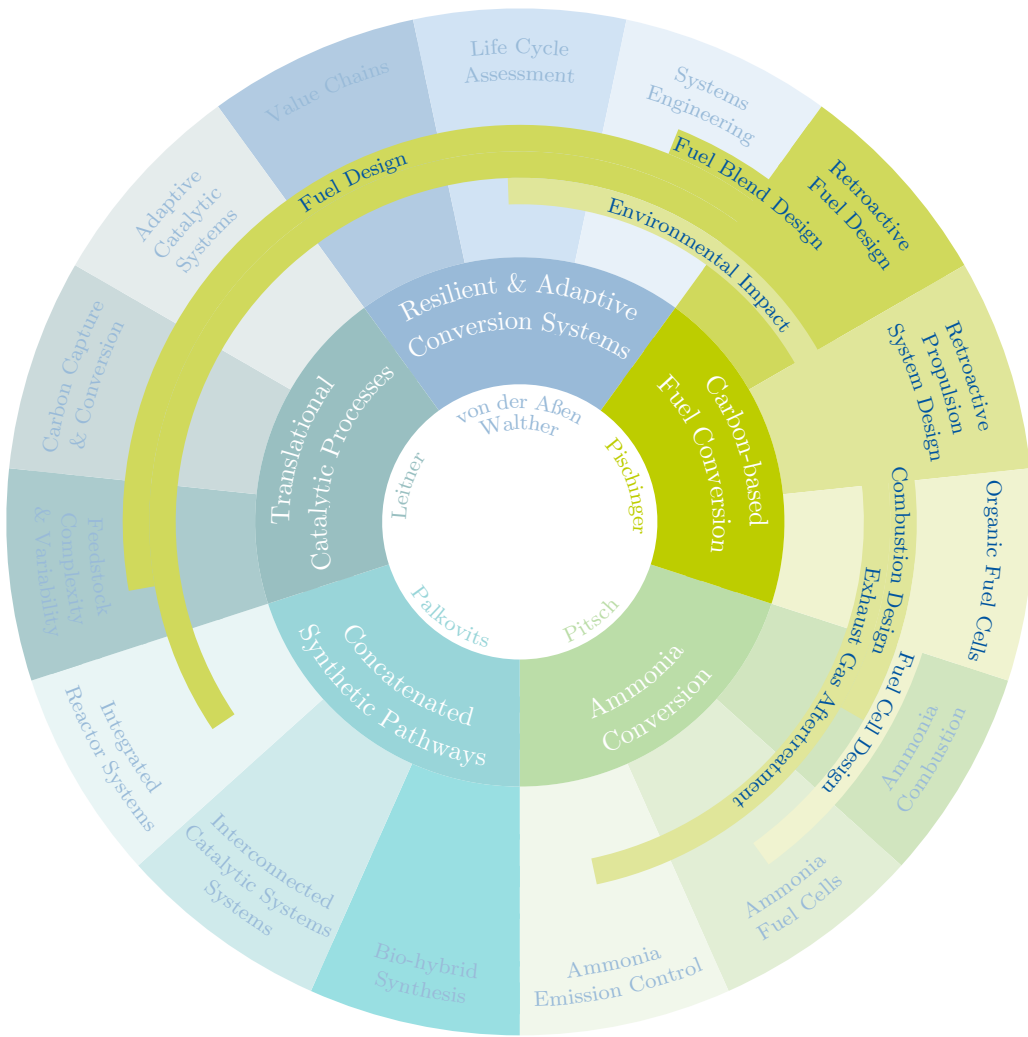 Life Cycle
Assessment
Systems
Engineering
Retroactive
Fuel Design
Retroactive
Propulsion
System Design
Organic Fuel Cells
Ammonia
Combustion
Ammonia
Fuel Cells
Ammonia
Emission Control
Bio-hybrid
Synthesis
Interconnected
Catalytic Systems
Systems
Integrated
Reactor Systems
Feedstock
Complexity
& Variability
Carbon Capture
& Conversion
Adaptive
Catalytic
Systems
Value Chains
Fuel Design
Fuel Blend Design
Environmental Impact
Combustion Design
Exhaust Gas Aftertreatment
Fuel Cell Design
Resilient & Adaptive
Conversion Systems
Carbon-based
Fuel Conversion
Ammonia
Conversion
Concatenated
Synthetic Pathways
Translational
Catalytic Processes
von der Aßen
Walther
Pischinger
Pitsch
Palkovits
Leitner